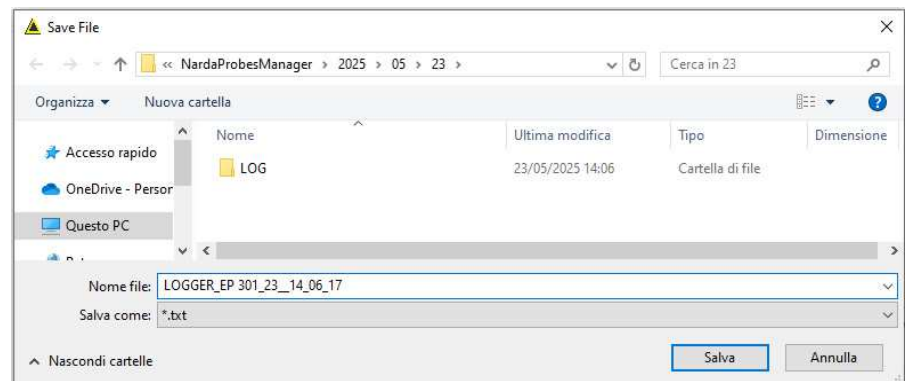 Save File
« NardaProbesManager › 2025 › 05 › 23 ›
Cerca in 23
Organizza
Nuova cartella
Nome
Ultima modifica
Tipo
Dimensione
Accesso rapido
LOG
23/05/2025 14:06
Cartella di file
OneDrive - Person
Questo PC
Nome file: LOGGER_EP 301_23__14_06_17
Salva come: *.txt
Nascondi cartelle
Salva
Annulla